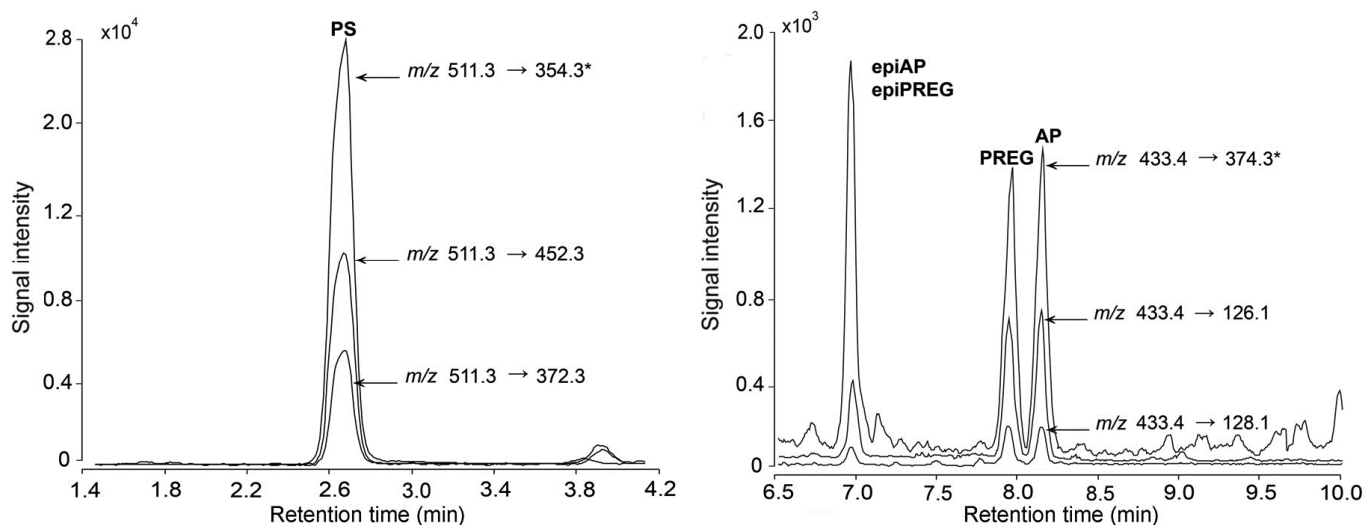 x10⁴
PS
2.8
m/z 511.3 → 354.3*
2.0
1.2
m/z 511.3 → 452.3
0.8
m/z 511.3 → 372.3
0.4
0
1.4 1.8 2.2 2.6 3.0 3.4 3.8 4.2
Retention time (min)
Signal intensity
x10³
2.0
epiAP
epiPREG
1.6
PREG
AP
m/z 433.4 → 374.3*
1.2
0.8
m/z 433.4 → 126.1
0.4
m/z 433.4 → 128.1
0
6.5 7.0 7.5 8.0 8.5 9.0 9.5 10.0
Retention time (min)
Signal intensity